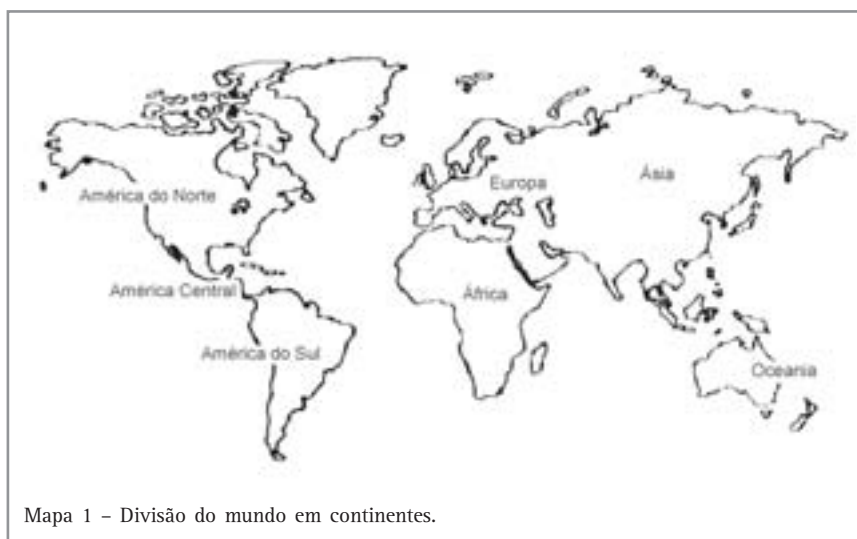 América do Norte
Europa
Ásia
América Central
África
América do Sul
Oceania
Mapa 1 – Divisão do mundo em continentes.